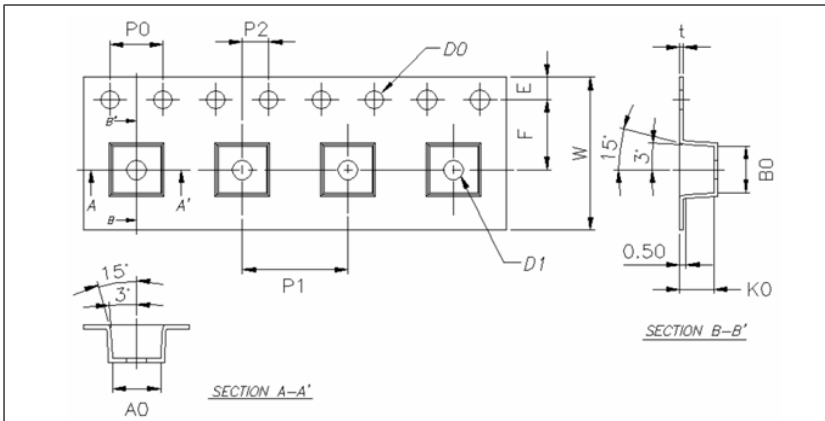 P0
P2
D0
t
E
F
W
B'
B
A
A'
P1
D1
15°
3°
B0
0.50
K0
SECTION B-B'
15°
3°
A0
SECTION A-A'